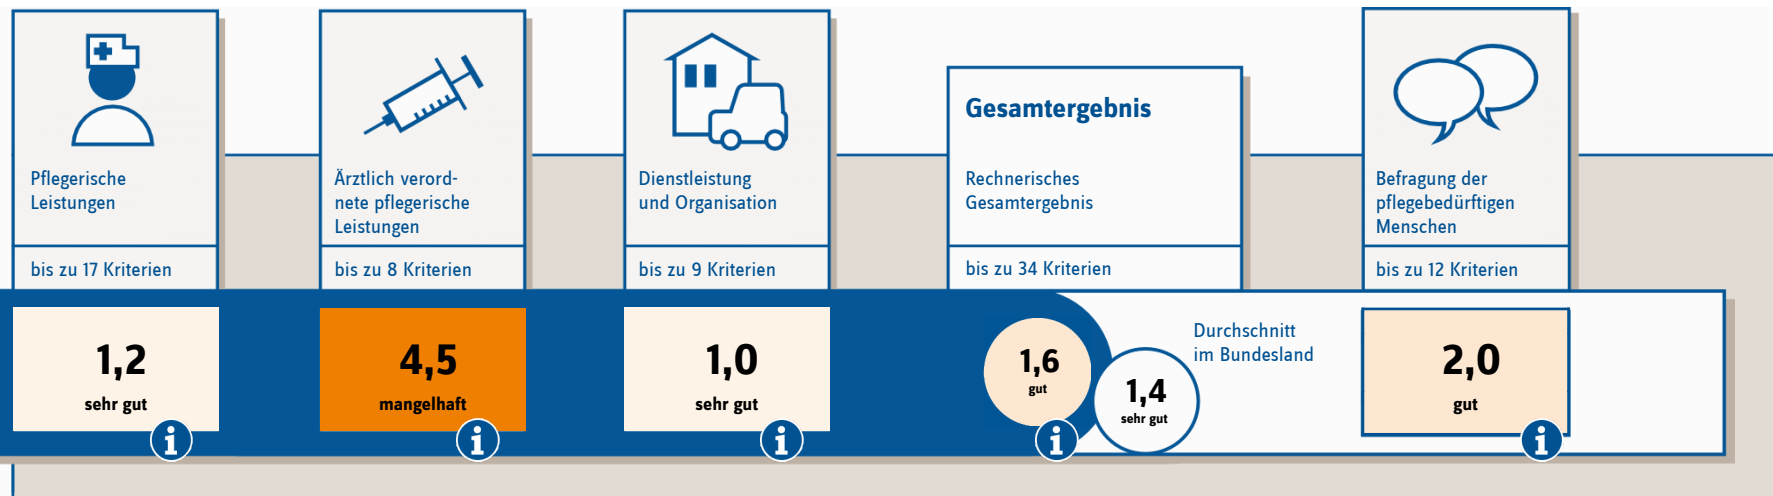 Pflegerische
Leistungen
bis zu 17 Kriterien
1,2
sehr gut
i
Ärztlich verord-
nete pflegerische
Leistungen
bis zu 8 Kriterien
4,5
mangelhaft
i
Dienstleistung
und Organisation
bis zu 9 Kriterien
1,0
sehr gut
i
Gesamtergebnis
Rechnerisches
Gesamtergebnis
bis zu 34 Kriterien
1,6
gut
i
Durchschnitt
im Bundesland
1,4
sehr gut
Befragung der
pflegebedürftigen
Menschen
bis zu 12 Kriterien
2,0
gut
i